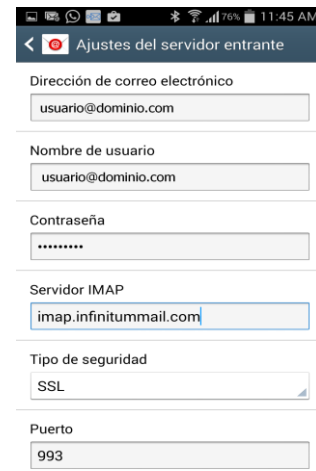 76% 11:45 AM
Ajustes del servidor entrante
Dirección de correo electrónico
usuario@dominio.com
Nombre de usuario
usuario@dominio.com
Contraseña
•••••••••
Servidor IMAP
imap.infinitummail.com
Tipo de seguridad
SSL
Puerto
993